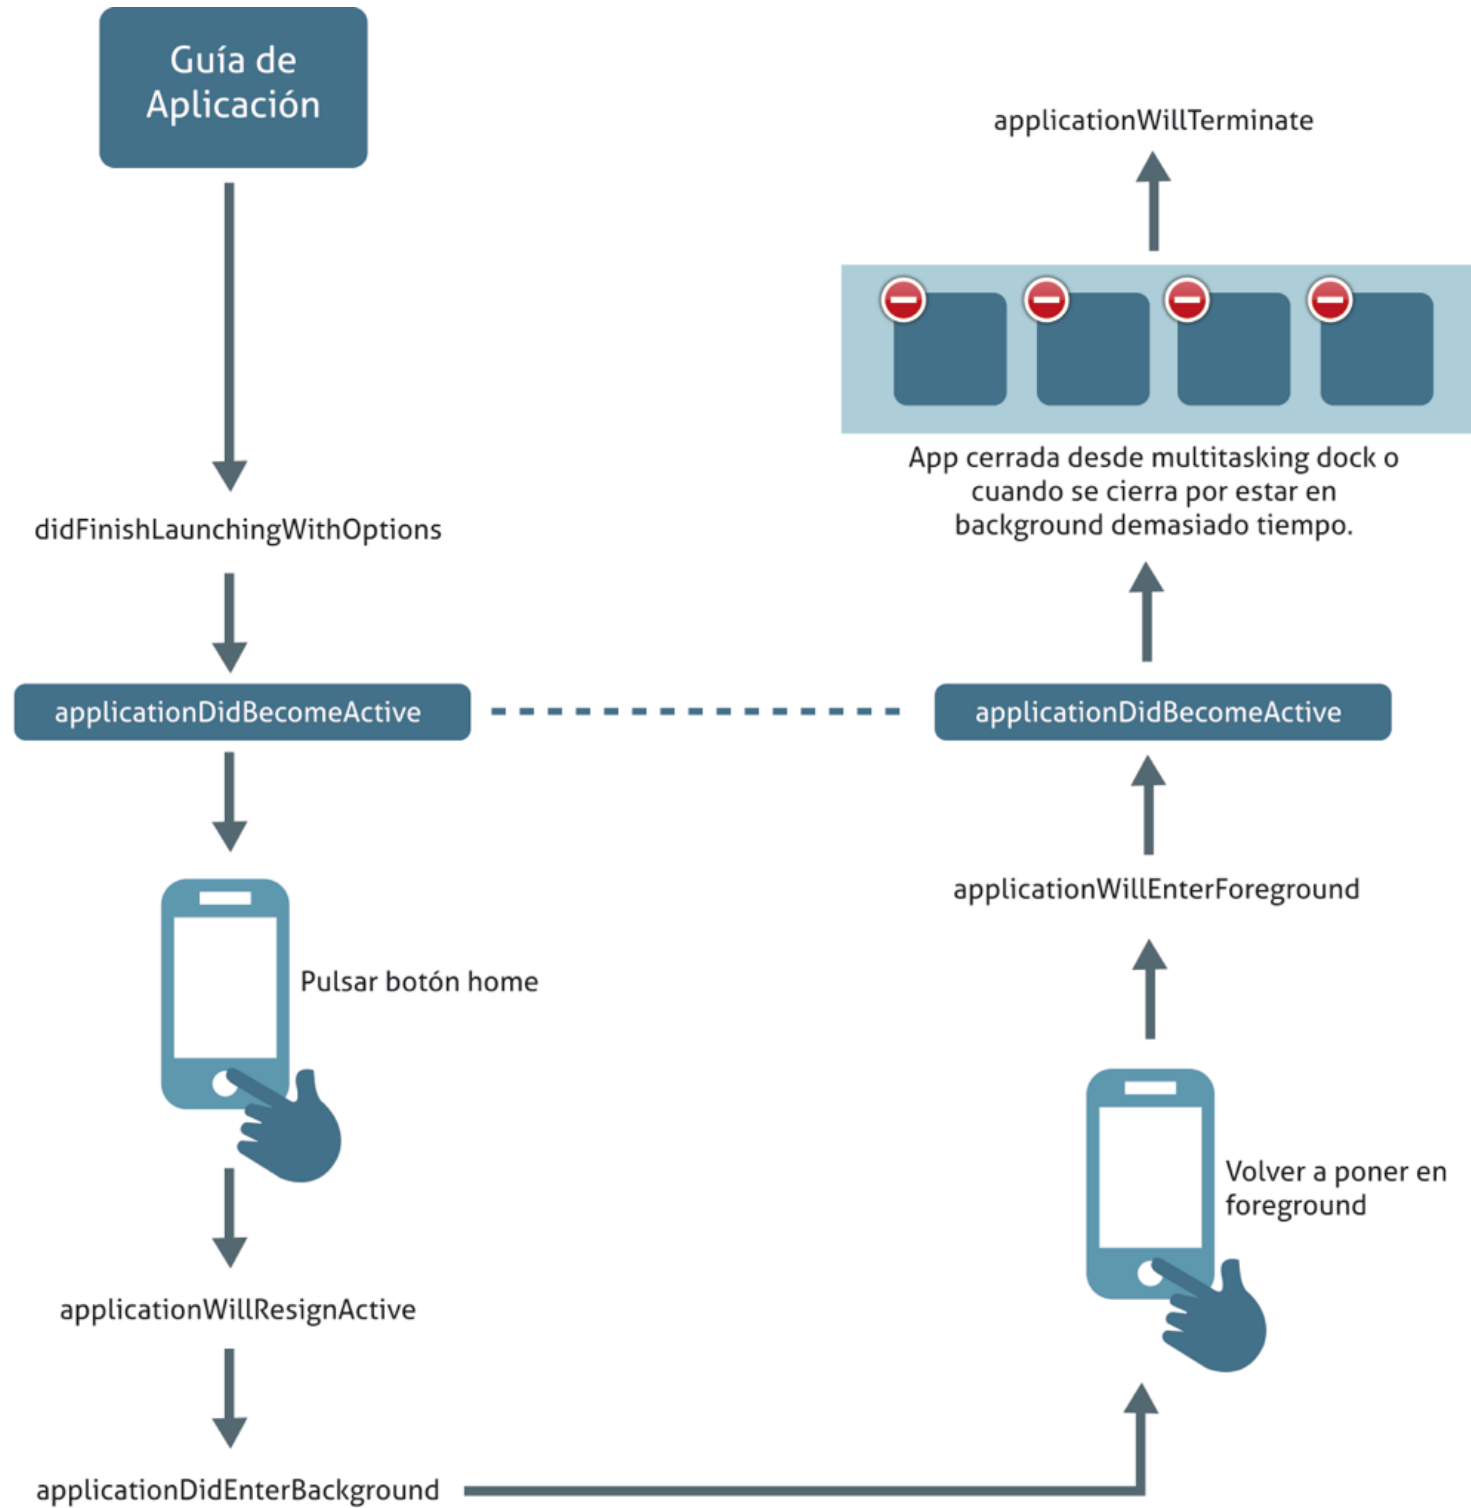 Guía de
Aplicación
didFinishLaunchingWithOptions
applicationDidBecomeActive
Pulsar botón home
applicationWillResignActive
applicationDidEnterBackground
Volver a poner en
foreground
applicationWillEnterForeground
applicationDidBecomeActive
App cerrada desde multitasking dock o
cuando se cierra por estar en
background demasiado tiempo.
applicationWillTerminate